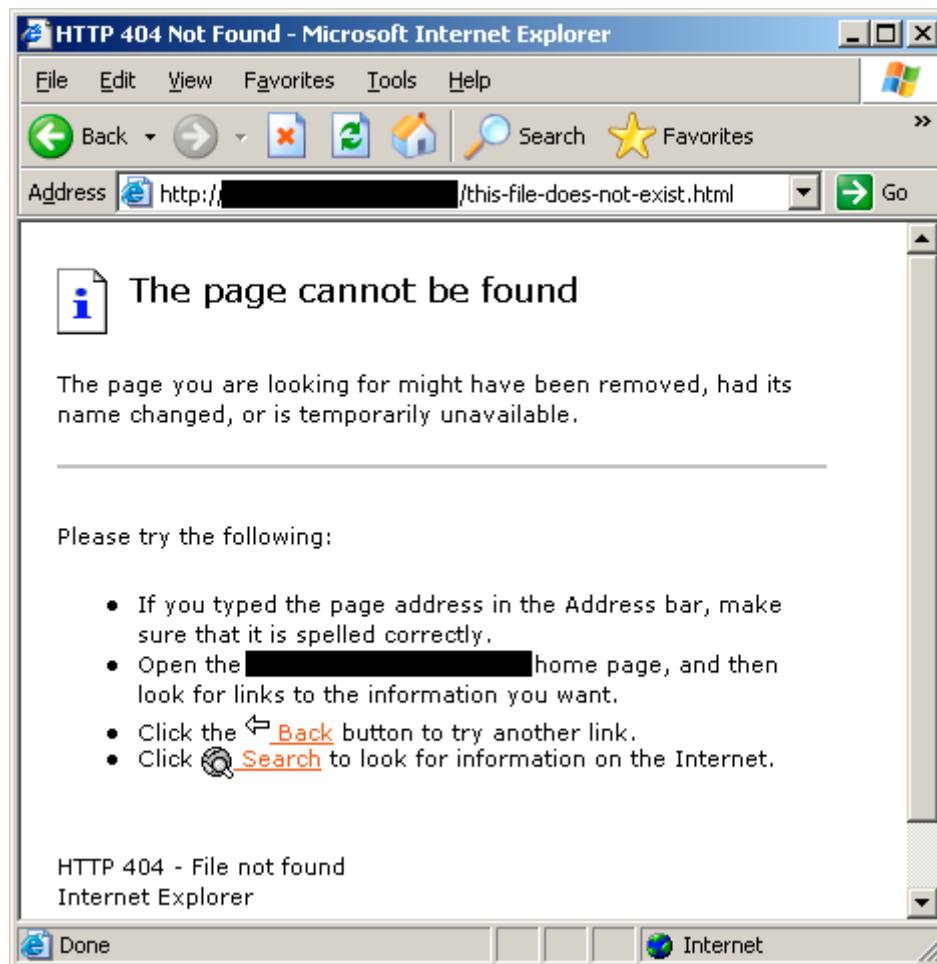 HTTP 404 Not Found - Microsoft Internet Explorer
File Edit View Favorites Tools Help
Back Search Favorites »
Address http:// /this-file-does-not-exist.html Go
The page cannot be found
The page you are looking for might have been removed, had its
name changed, or is temporarily unavailable.
Please try the following:
● If you typed the page address in the Address bar, make
sure that it is spelled correctly.
● Open the home page, and then
look for links to the information you want.
● Click the Back button to try another link.
● Click Search to look for information on the Internet.
HTTP 404 - File not found
Internet Explorer
Done Internet